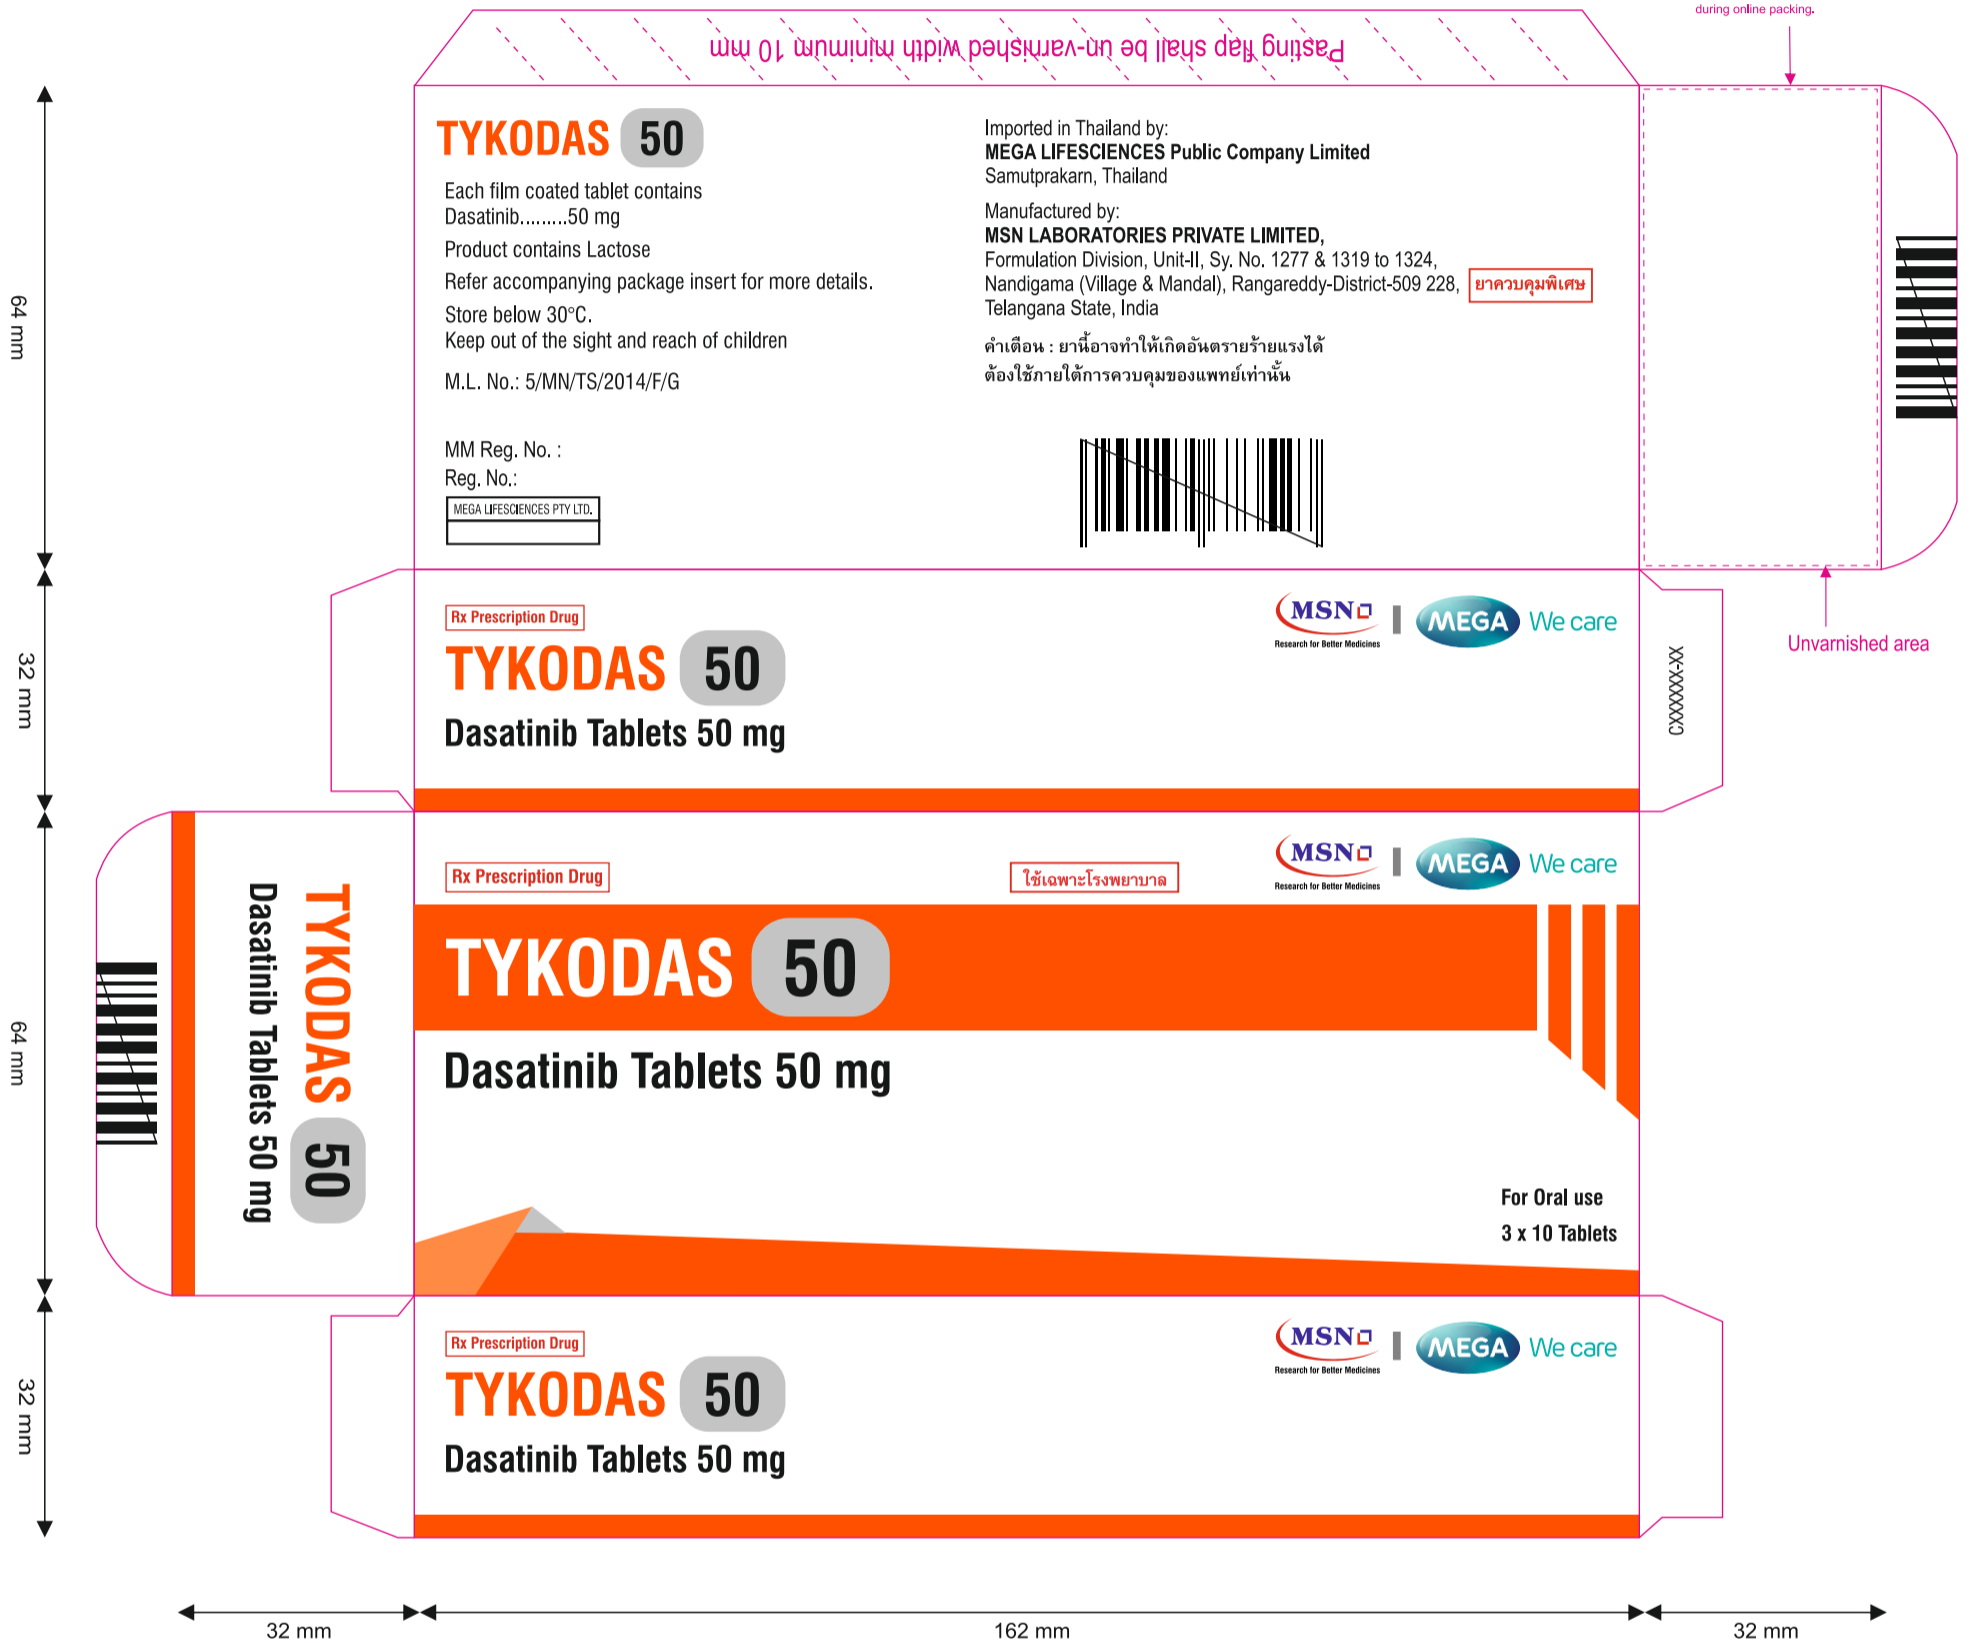 during online packing.
Pasting flap shall be un-varnished width minimum 10 mm
TYKODAS 50
Each film coated tablet contains
Dasatinib.........50 mg
Product contains Lactose
Refer accompanying package insert for more details.
Store below 30°C.
Keep out of the sight and reach of children
M.L. No.: 5/MN/TS/2014/F/G
MM Reg. No. :
Reg. No.:
MEGA LIFESCIENCES PTY LTD.
Imported in Thailand by:
MEGA LIFESCIENCES Public Company Limited
Samutprakarn, Thailand
Manufactured by:
MSN LABORATORIES PRIVATE LIMITED,
Formulation Division, Unit-II, Sy. No. 1277 & 1319 to 1324,
Nandigama (Village & Mandal), Rangareddy-District-509 228,
Telangana State, India
ยาควบคุมพิเศษ
คำเตือน : ยานี้อาจทำให้เกิดอันตรายร้ายแรงได้
ต้องใช้ภายใต้การควบคุมของแพทย์เท่านั้น
64 mm
Unvarnished area
Rx Prescription Drug
TYKODAS 50
Dasatinib Tablets 50 mg
MSN
Research for Better Medicines
MEGA We care
32 mm
Rx Prescription Drug
ใช้เฉพาะโรงพยาบาล
MSN
Research for Better Medicines
MEGA We care
TYKODAS 50
Dasatinib Tablets 50 mg
For Oral use
3 x 10 Tablets
TYKODAS 50
Dasatinib Tablets 50 mg
64 mm
Rx Prescription Drug
TYKODAS 50
Dasatinib Tablets 50 mg
MSN
Research for Better Medicines
MEGA We care
32 mm
32 mm
162 mm
32 mm